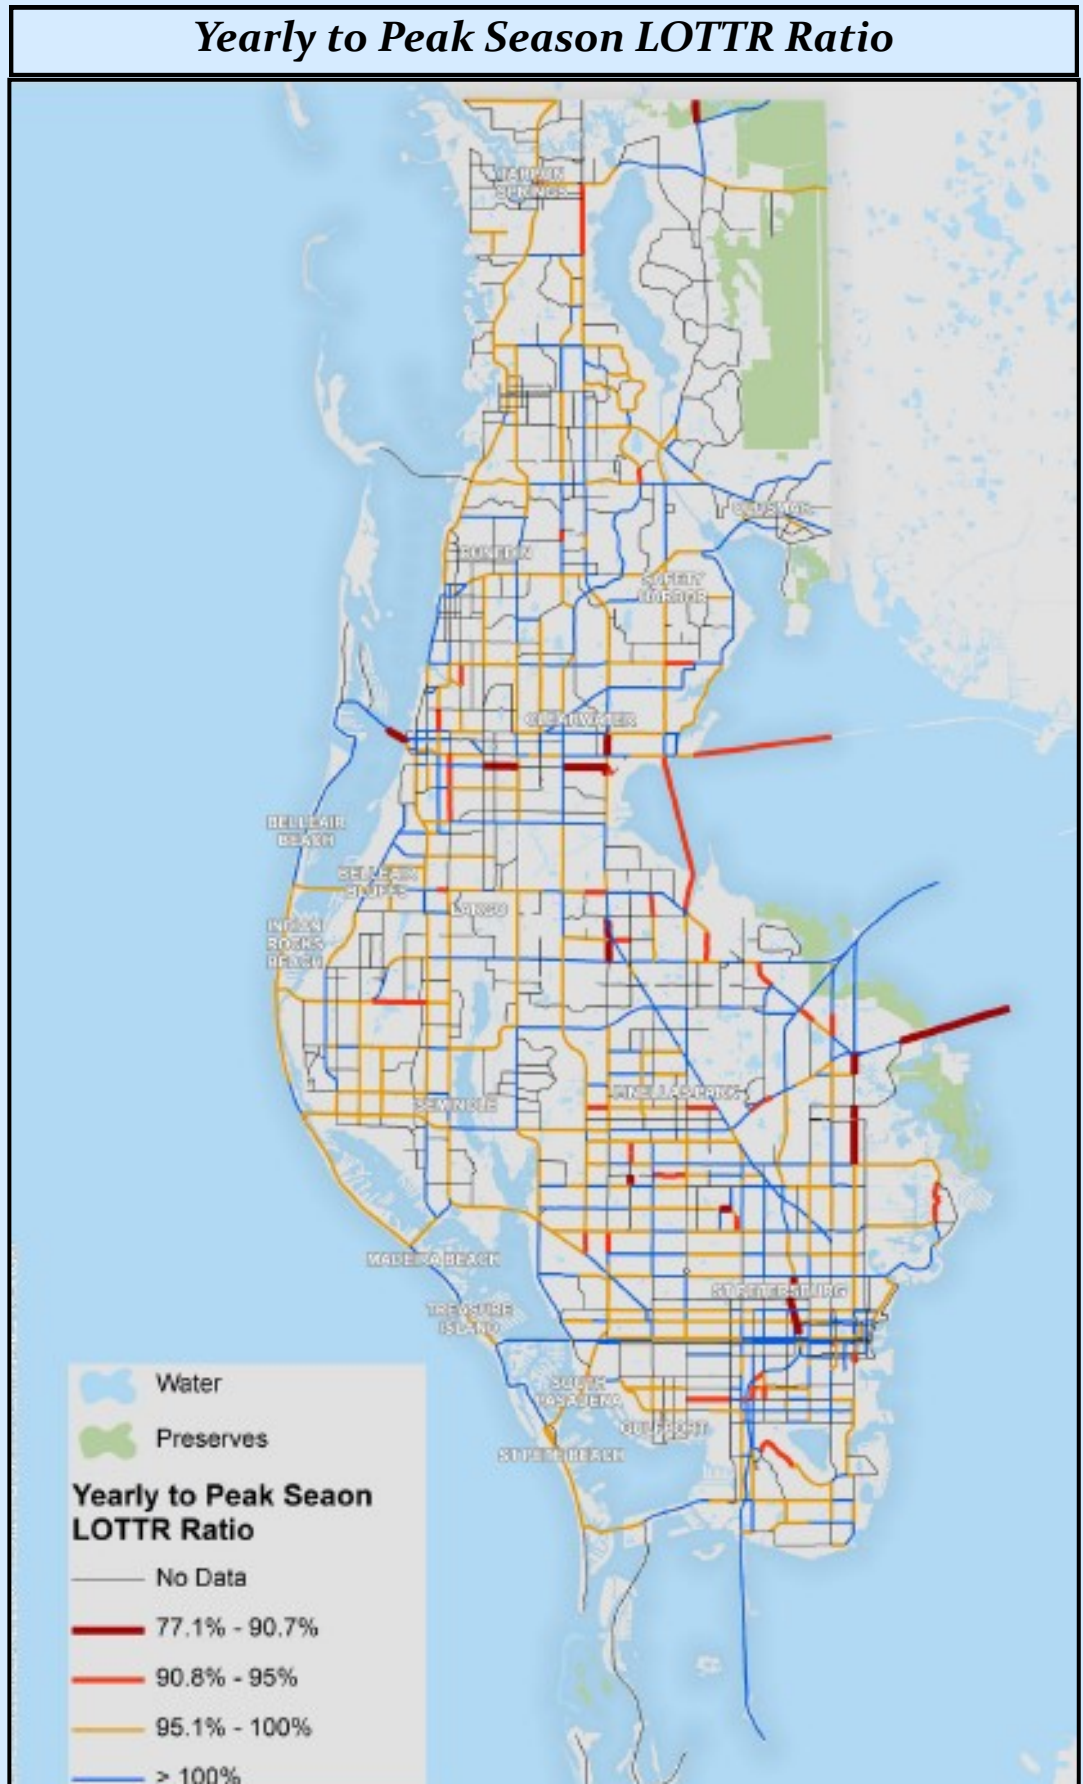 Yearly to Peak Season LOTTR Ratio
TARPON
SPRINGS
OLDSMAR
DUNEDIN
SAFETY
HARBOR
CLEARWATER
BELLEAIR
BEACH
BELLEAIR
BLUFFS
LARGO
INDIAN
ROCKS
BEACH
PINELLAS PARK
SEMINOLE
MADEIRA BEACH
ST PETERSBURG
TREASURE
ISLAND
SOUTH
PASADENA
GULFPORT
ST PETE BEACH
Water
Preserves
Yearly to Peak Seaon
LOTTR Ratio
No Data
77.1% - 90.7%
90.8% - 95%
95.1% - 100%
> 100%